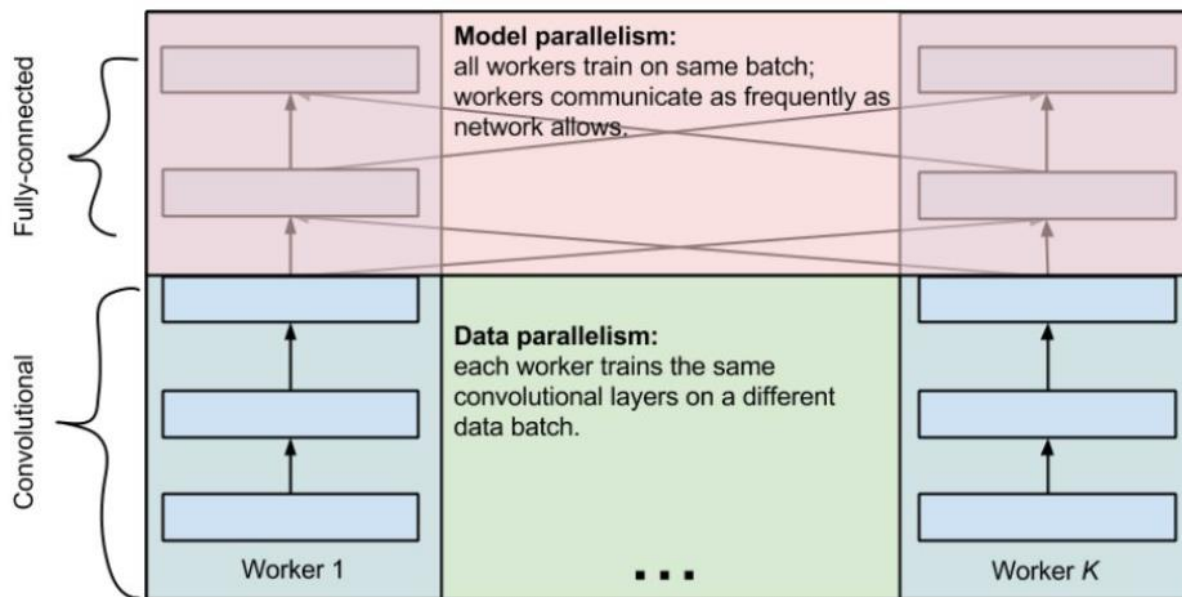 Fully-connected
Model parallelism:
all workers train on same batch;
workers communicate as frequently as
network allows.
Convolutional
Data parallelism:
each worker trains the same
convolutional layers on a different
data batch.
Worker 1
...
Worker K